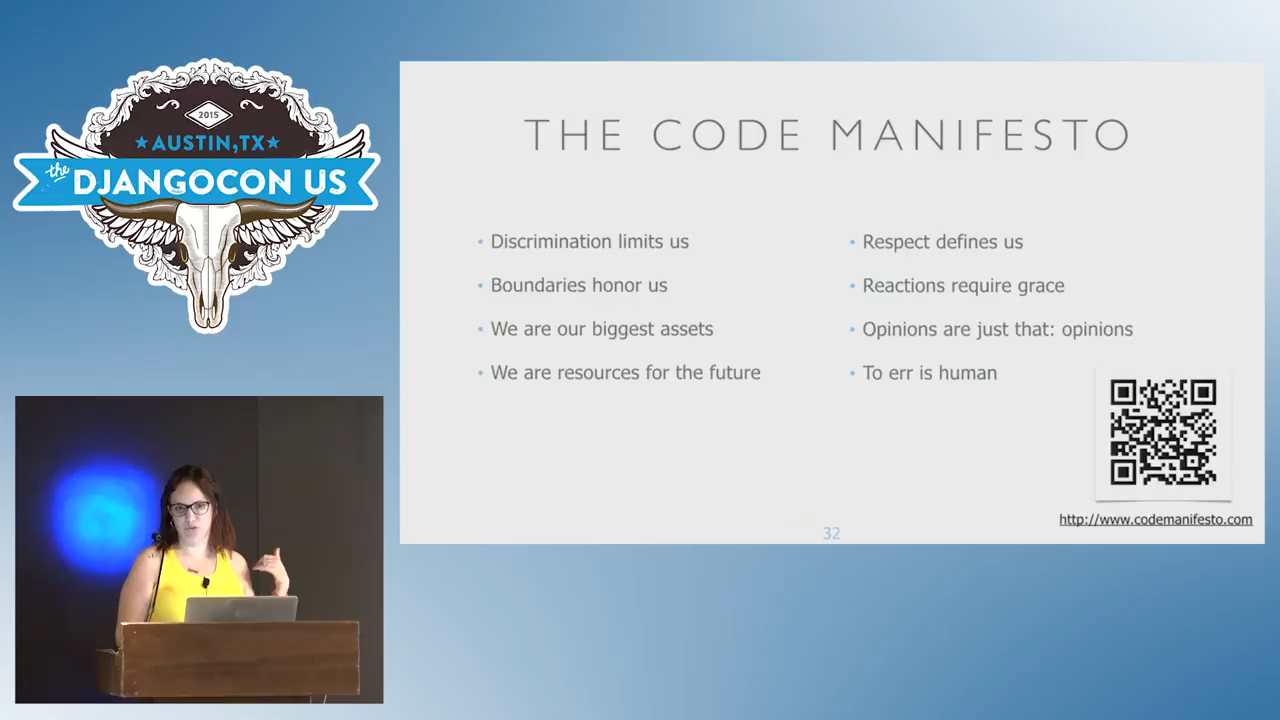 2015
AUSTIN, TX
the
DJANGOCON US
THE CODE MANIFESTO
• Discrimination limits us
• Boundaries honor us
• We are our biggest assets
• We are resources for the future
• Respect defines us
• Reactions require grace
• Opinions are just that: opinions
• To err is human
http://www.codemanifesto.com
32